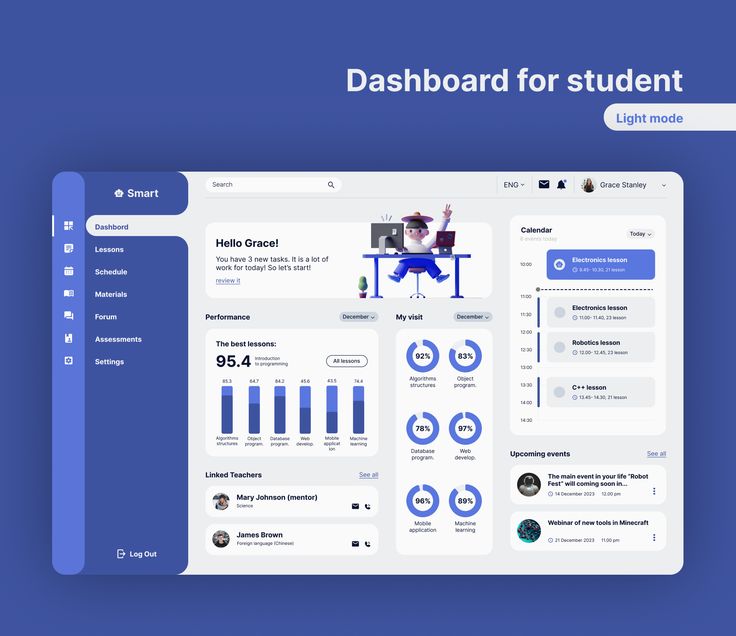 Dashboard for student
Light mode
Smart
Dashbord
Lessons
Schedule
Materials
Forum
Assessments
Settings
Log Out
Search
ENG
Grace Stanley
Hello Grace!
You have 3 new tasks. It is a lot of
work for today! So let's start!
review it
Performance
December
The best lessons:
95.4
Introduction
to programming
All lessons
85.3 64.7 84.2 45.6 43.5 74.4
Algorithms
structures
Object
program.
Database
program.
Web
develop.
Mobile
applicat
ion
Machine
learning
Linked Teachers
See all
Mary Johnson (mentor)
Science
James Brown
Foreign language (Chinese)
My visit
December
92%
Algorithms
structures
83%
Object
program.
78%
Database
program.
97%
Web
develop.
96%
Mobile
application
89%
Machine
learning
Calendar
8 events today
Today
10:00
Electronics lesson
9.45- 10.30, 21 lesson
11:00
11:30
Electronics lesson
11.00- 11.40, 23 lesson
12:00
Robotics lesson
12.00- 12.45, 23 lesson
13:00
13:30
C++ lesson
13.45- 14.30, 21 lesson
14:00
14:30
Upcoming events
See all
The main event in your life "Robot
Fest" will coming soon in...
14 December 2023 12.00 pm
Webinar of new tools in Minecraft
21 December 2023 11:00 pm